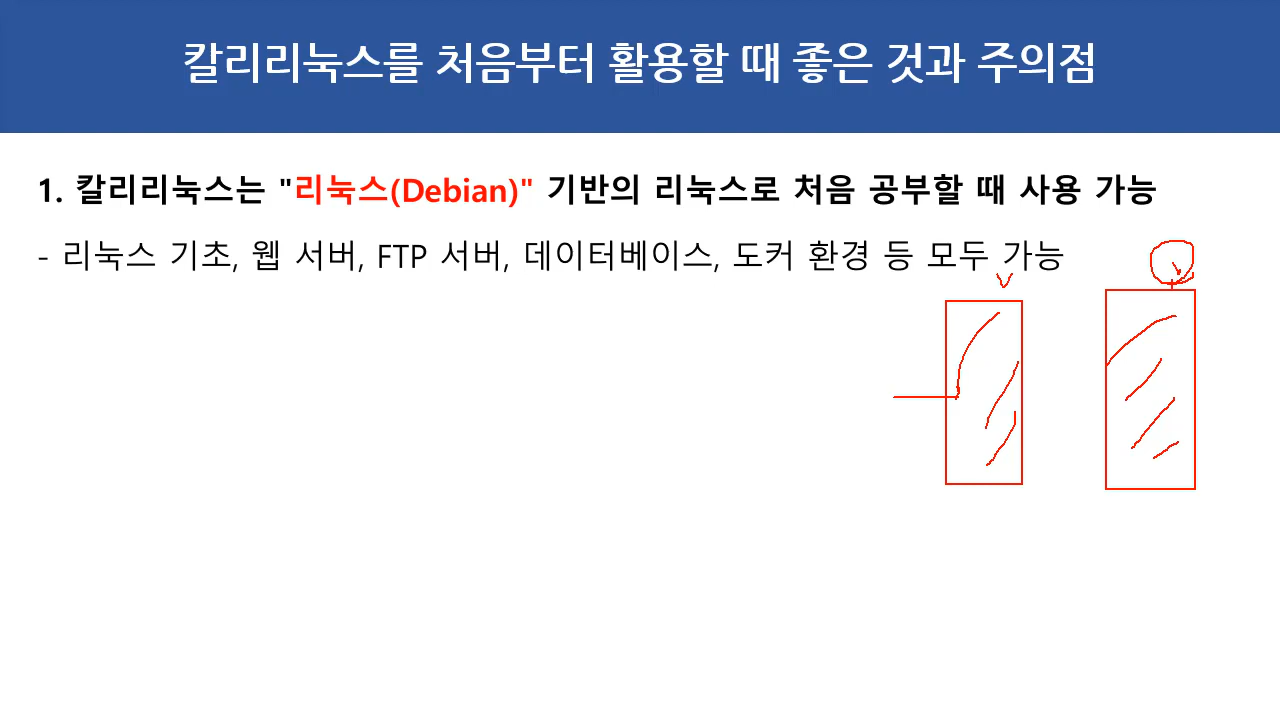 칼리리눅스를 처음부터 활용할 때 좋은 것과 주의점
1. 칼리리눅스는 "리눅스(Debian)" 기반의 리눅스로 처음 공부할 때 사용 가능
- 리눅스 기초, 웹 서버, FTP 서버, 데이터베이스, 도커 환경 등 모두 가능